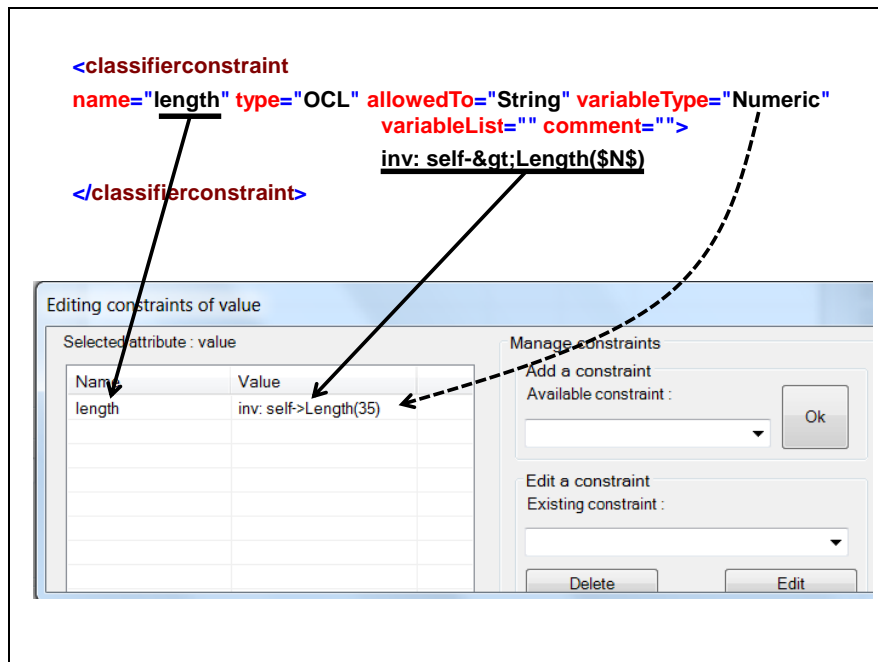 <classifierconstraint
name="length" type="OCL" allowedTo="String" variableType="Numeric"
variableList="" comment="">
inv: self-&gt;Length($N$)
</classifierconstraint>
Editing constraints of value
Selected attribute : value
Manage constraints
Add a constraint
Name
Value
Available constraint :
length
inv: self->Length(35)
Ok
Edit a constraint
Existing constraint :
Delete
Edit